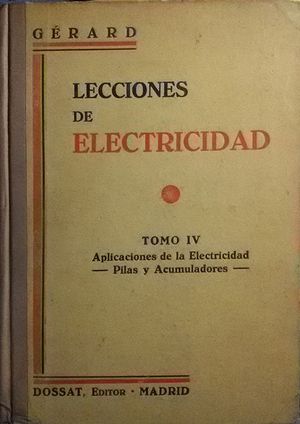 GÉRARD
LECCIONES
DE
ELECTRICIDAD
TOMO IV
Aplicaciones de la Electricidad
— Pilas y Acumuladores —
DOSSAT, Editor - MADRID